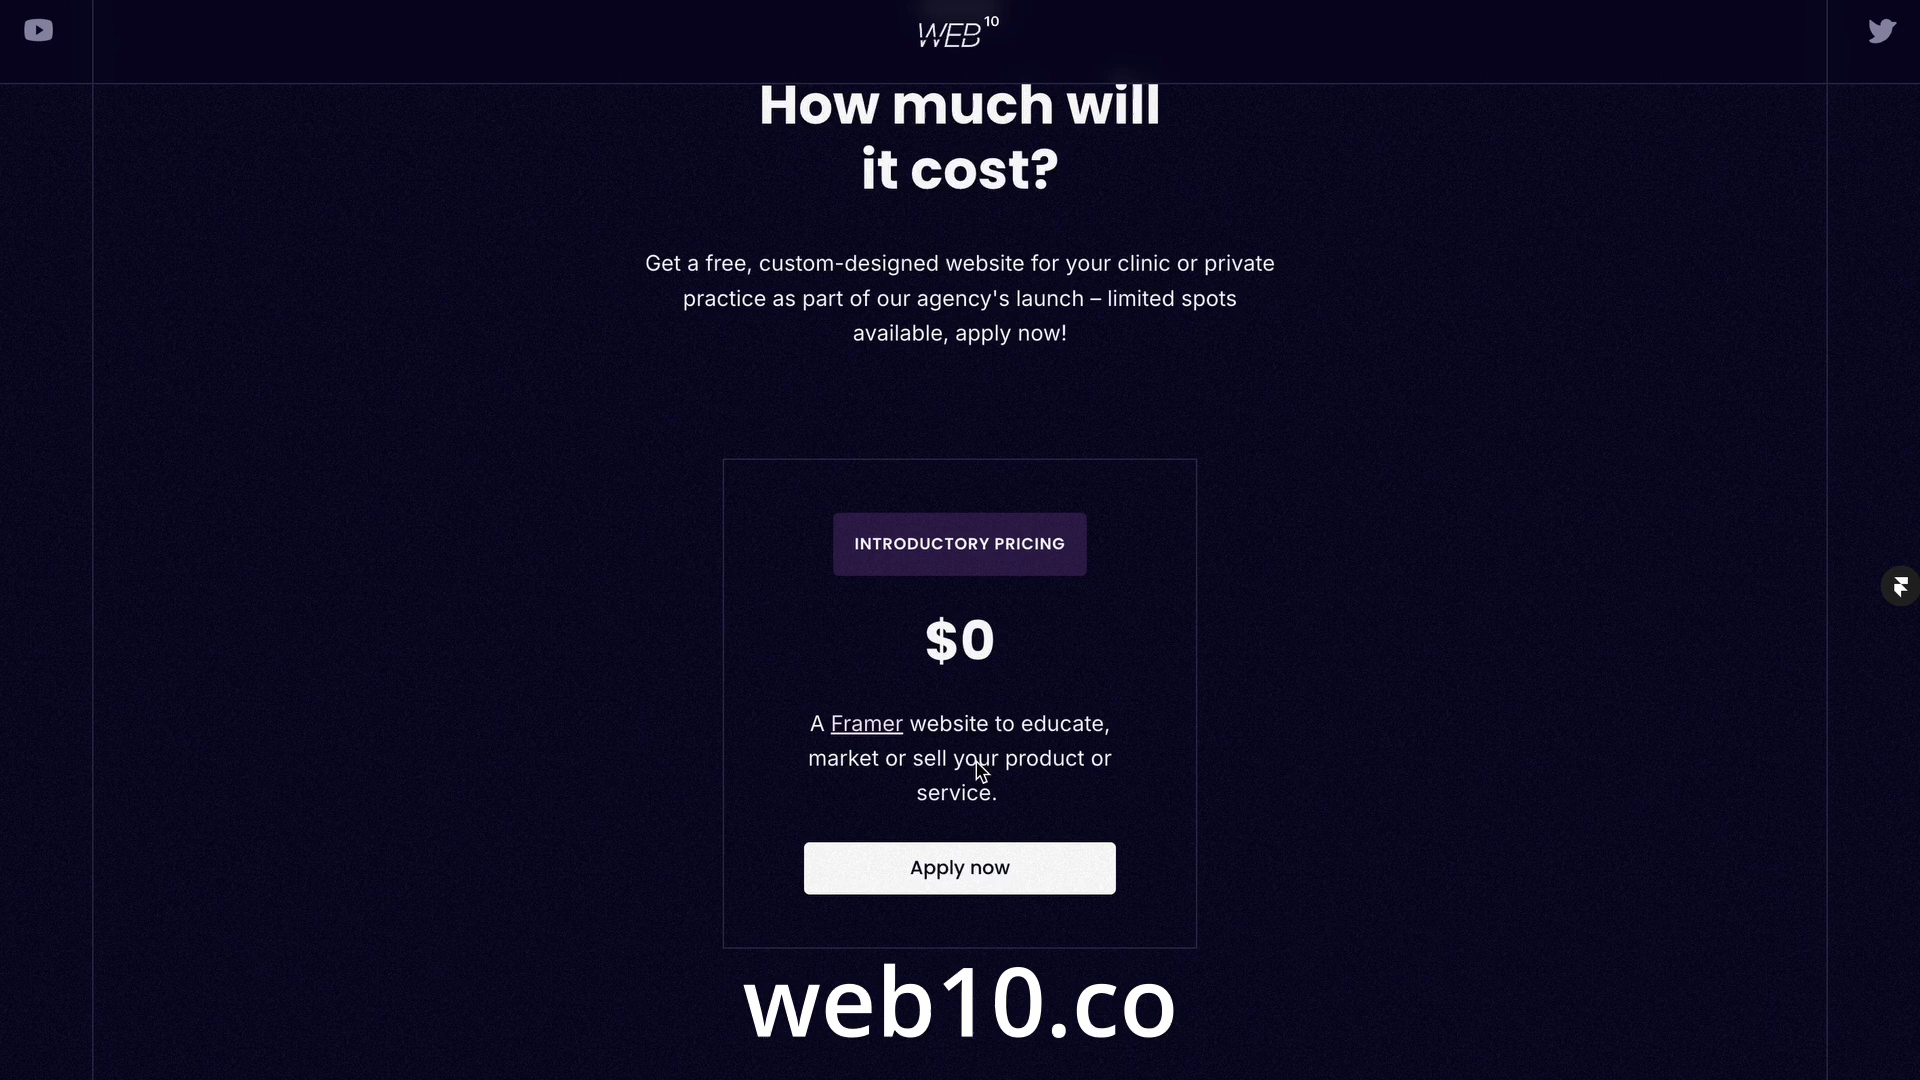 WEB10
How much will
it cost?
Get a free, custom-designed website for your clinic or private
practice as part of our agency's launch – limited spots
available, apply now!
INTRODUCTORY PRICING
$0
A Framer website to educate,
market or sell your product or
service.
Apply now
web10.co